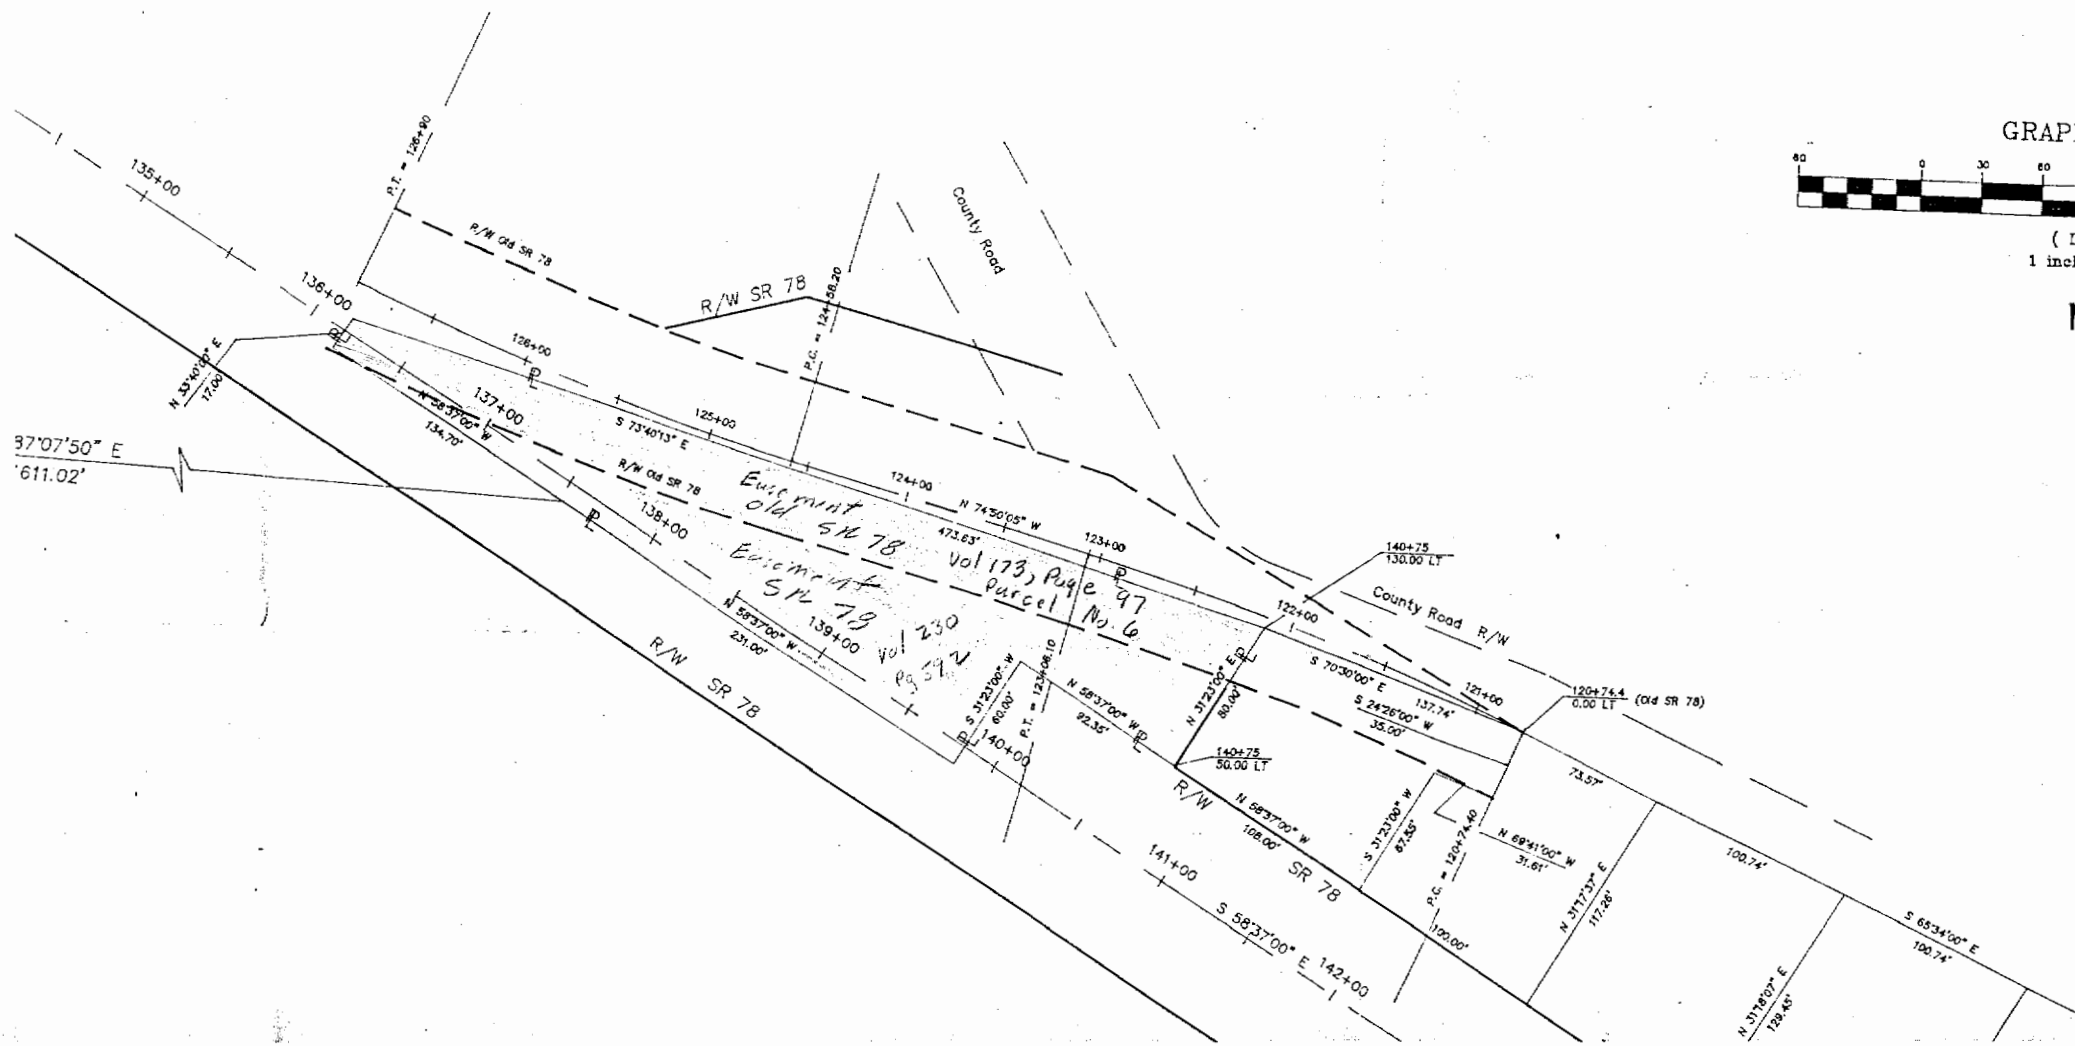 GRAP
60 0 30 60
1 inc
P.T. = 126+90
135+00
R/W Old SR 78
County Road
R/W SR 78
P.C. = 124+58.20
136+00
126+00
N 33°40'00" E
17.00
137+00
N 58°37'00" W
134.70'
125+00
S 73°40'13" E
37°07'50" E
'611.02'
R/W Old SR 78
124+00
Easement
Old SR 78
N 74°50'05" W
473.63'
123+00
138+00
Vol 173, Page 97
Parcel No. 6
Easement
SR 78
Vol 230
Pg 592
140+75
130.00 LT
122+00
County Road R/W
N 58°37'00" W
231.00'
139+00
R/W SR 78
S 31°23'00" W
60.00'
P.T. = 123+06.10
N 58°37'00" W
92.35'
N 31°23'00" E
80.00'
S 70°30'00" E
137.74'
121+00
120+74.4 (Old SR 78)
0.00 LT
S 24°26'00" W
35.00'
140+00
140+75
50.00 LT
73.57'
R/W SR 78
N 58°37'00" W
108.00'
S 31°23'00" W
67.55'
N 69°41'00" W
31.61'
P.C. = 120+74.40
100.74'
141+00
N 31°17'37" E
117.26'
100.00'
S 58°37'00" E
142+00
S 65°34'00" E
100.74'
N 31°18'07" E
129.45'